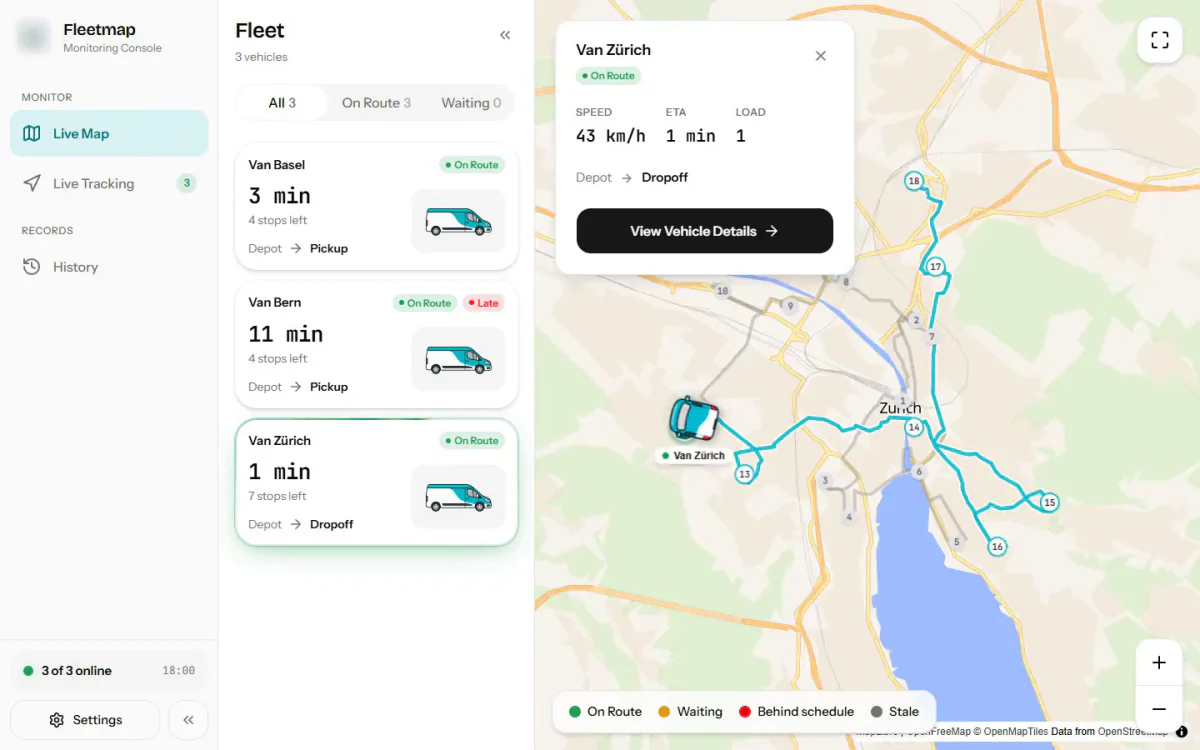 Fleetmap
Monitoring Console
MONITOR
Live Map
Live Tracking 3
RECORDS
History
3 of 3 online 18:00
Settings
Fleet
3 vehicles
All 3 On Route 3 Waiting 0
Van Basel On Route
3 min
4 stops left
Depot → Pickup
Van Bern On Route Late
11 min
4 stops left
Depot → Pickup
Van Zürich On Route
1 min
7 stops left
Depot → Dropoff
Van Zürich
On Route
SPEED ETA LOAD
43 km/h 1 min 1
Depot → Dropoff
View Vehicle Details →
18
17
10
9
8
2
7
1
Zürich
14
Van Zürich
13
3
6
4
15
5
16
On Route Waiting Behind schedule Stale
MapLibre | OpenFreeMap © OpenMapTiles Data from OpenStreetMap